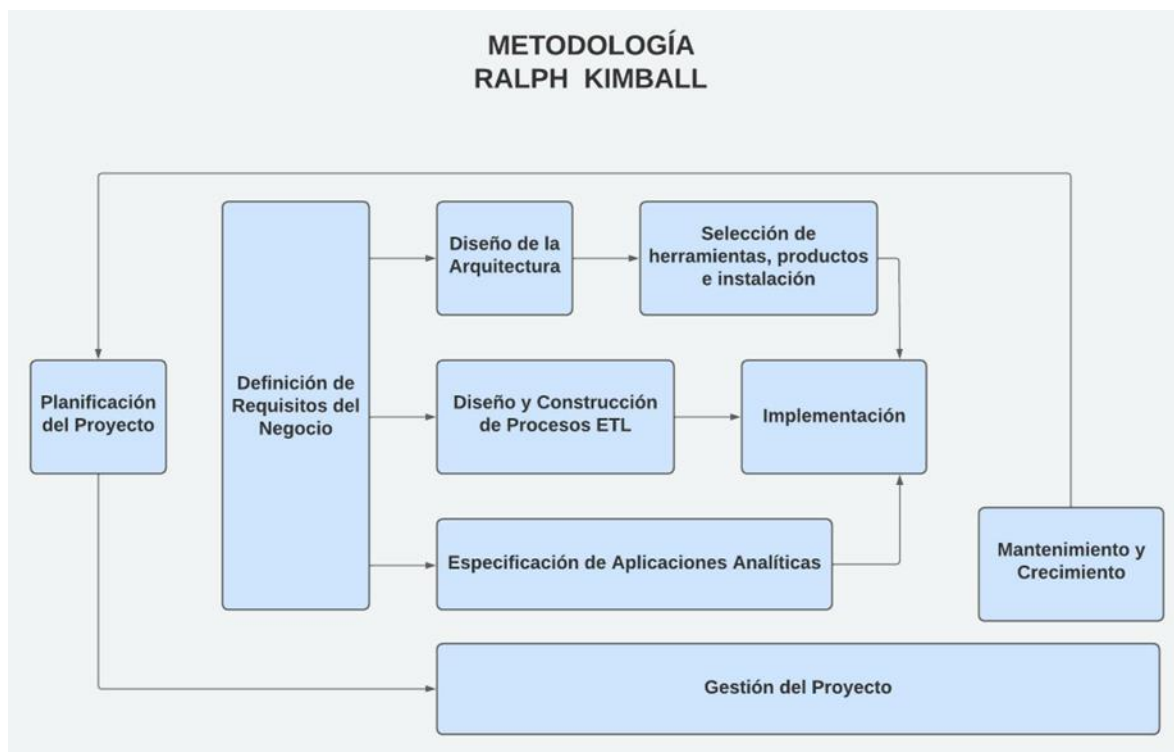 METODOLOGÍA
RALPH KIMBALL
Diseño de la
Arquitectura
Selección de
herramientas, productos
e instalación
Planificación
del Proyecto
Definición de
Requisitos del
Negocio
Diseño y Construcción
de Procesos ETL
Implementación
Especificación de Aplicaciones Analíticas
Mantenimiento y
Crecimiento
Gestión del Proyecto